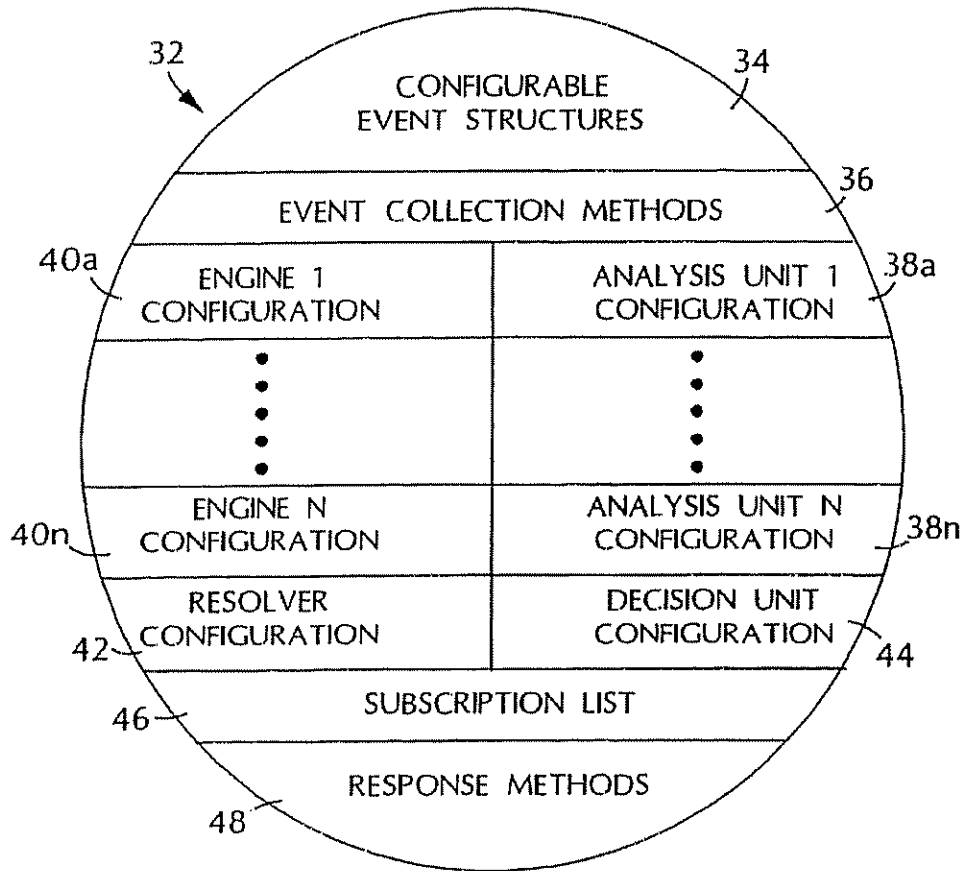 32
CONFIGURABLE
EVENT STRUCTURES
34
EVENT COLLECTION METHODS
36
40a
ENGINE 1
CONFIGURATION
ANALYSIS UNIT 1
CONFIGURATION
38a
ENGINE N
CONFIGURATION
40n
ANALYSIS UNIT N
CONFIGURATION
38n
RESOLVER
CONFIGURATION
42
DECISION UNIT
CONFIGURATION
44
SUBSCRIPTION LIST
46
RESPONSE METHODS
48